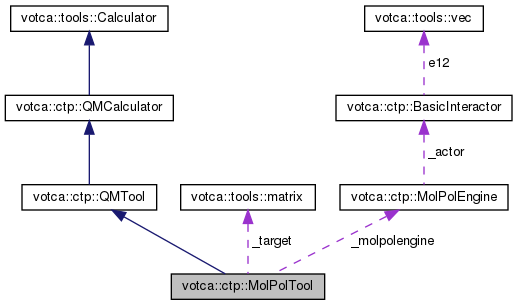 votca::tools::Calculator
votca::tools::vec
e12
votca::ctp::QMCalculator
votca::ctp::BasicInteractor
_actor
votca::ctp::QMTool
votca::tools::matrix
votca::ctp::MolPolEngine
_target
_molpolengine
votca::ctp::MolPolTool